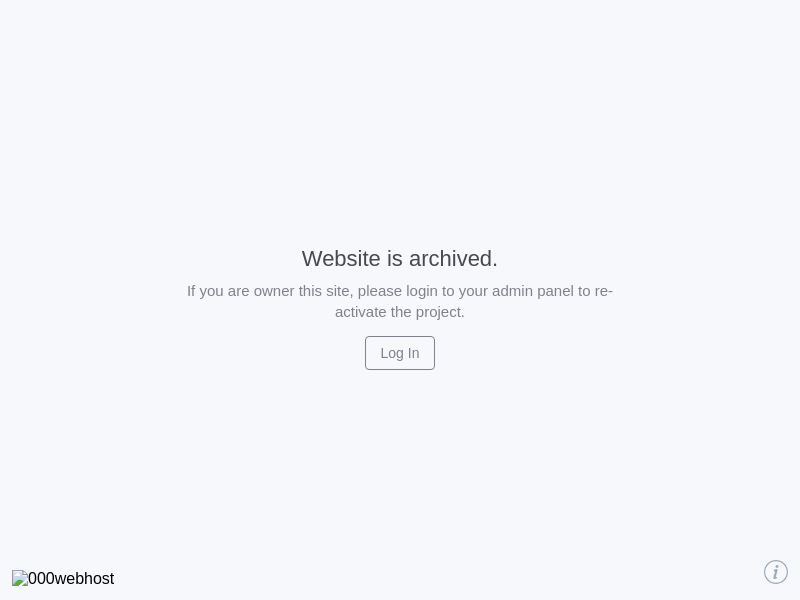 Website is archived.
If you are owner this site, please login to your admin panel to re-
activate the project.
Log In
000webhost
i